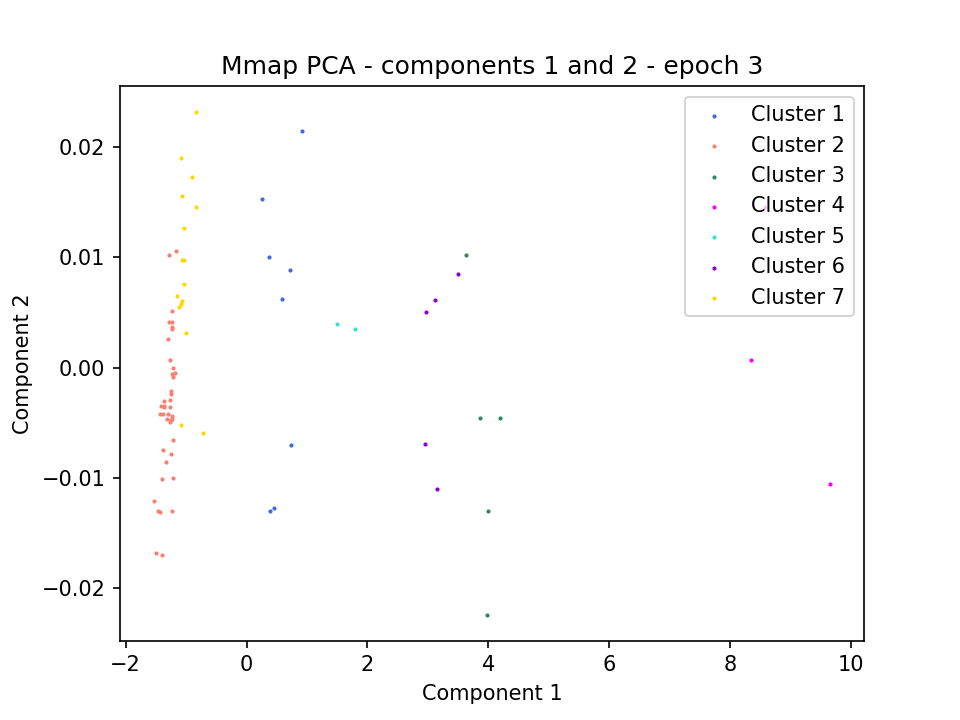 Mmap PCA - components 1 and 2 - epoch 3
Cluster 1
Cluster 2
Cluster 3
Cluster 4
Cluster 5
Cluster 6
Cluster 7
0.02
0.01
0.00
−0.01
−0.02
Component 2
−2
0
2
4
6
8
10
Component 1